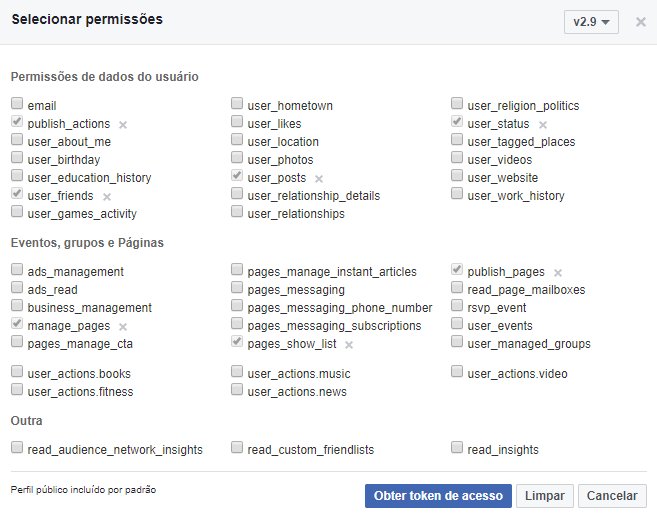 Selecionar permissões
v2.9
Permissões de dados do usuário
email user_hometown user_religion_politics
publish_actions user_likes user_status
user_about_me user_location user_tagged_places
user_birthday user_photos user_videos
user_education_history user_posts user_website
user_friends user_relationship_details user_work_history
user_games_activity user_relationships
Eventos, grupos e Páginas
ads_management pages_manage_instant_articles publish_pages
ads_read pages_messaging read_page_mailboxes
business_management pages_messaging_phone_number rsvp_event
manage_pages pages_messaging_subscriptions user_events
pages_manage_cta pages_show_list user_managed_groups
user_actions.books user_actions.music user_actions.video
user_actions.fitness user_actions.news
Outra
read_audience_network_insights read_custom_friendlists read_insights
Perfil público incluído por padrão
Obter token de acesso Limpar Cancelar